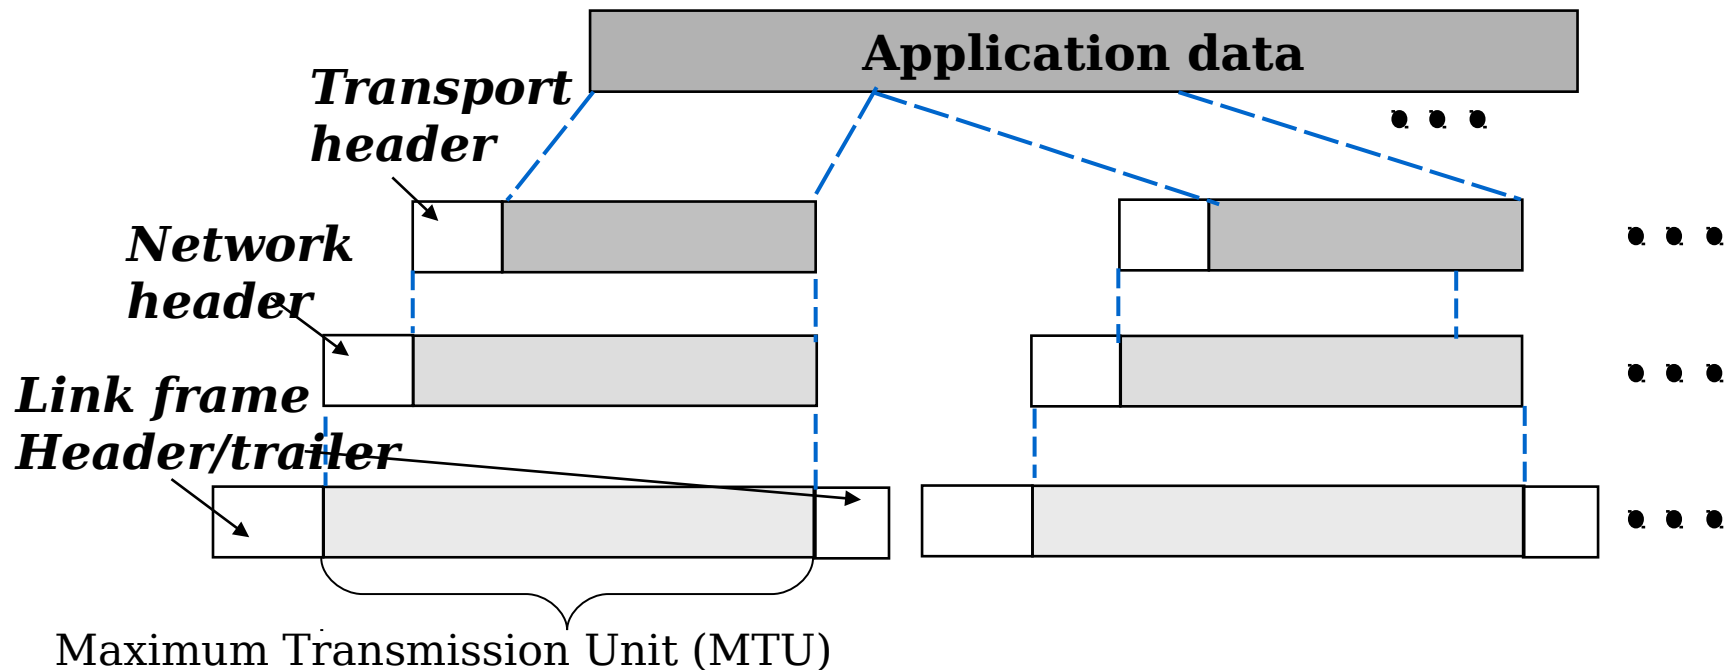 Application data
Transport
header
Network
header
Link frame
Header/trailer
Maximum Transmission Unit (MTU)